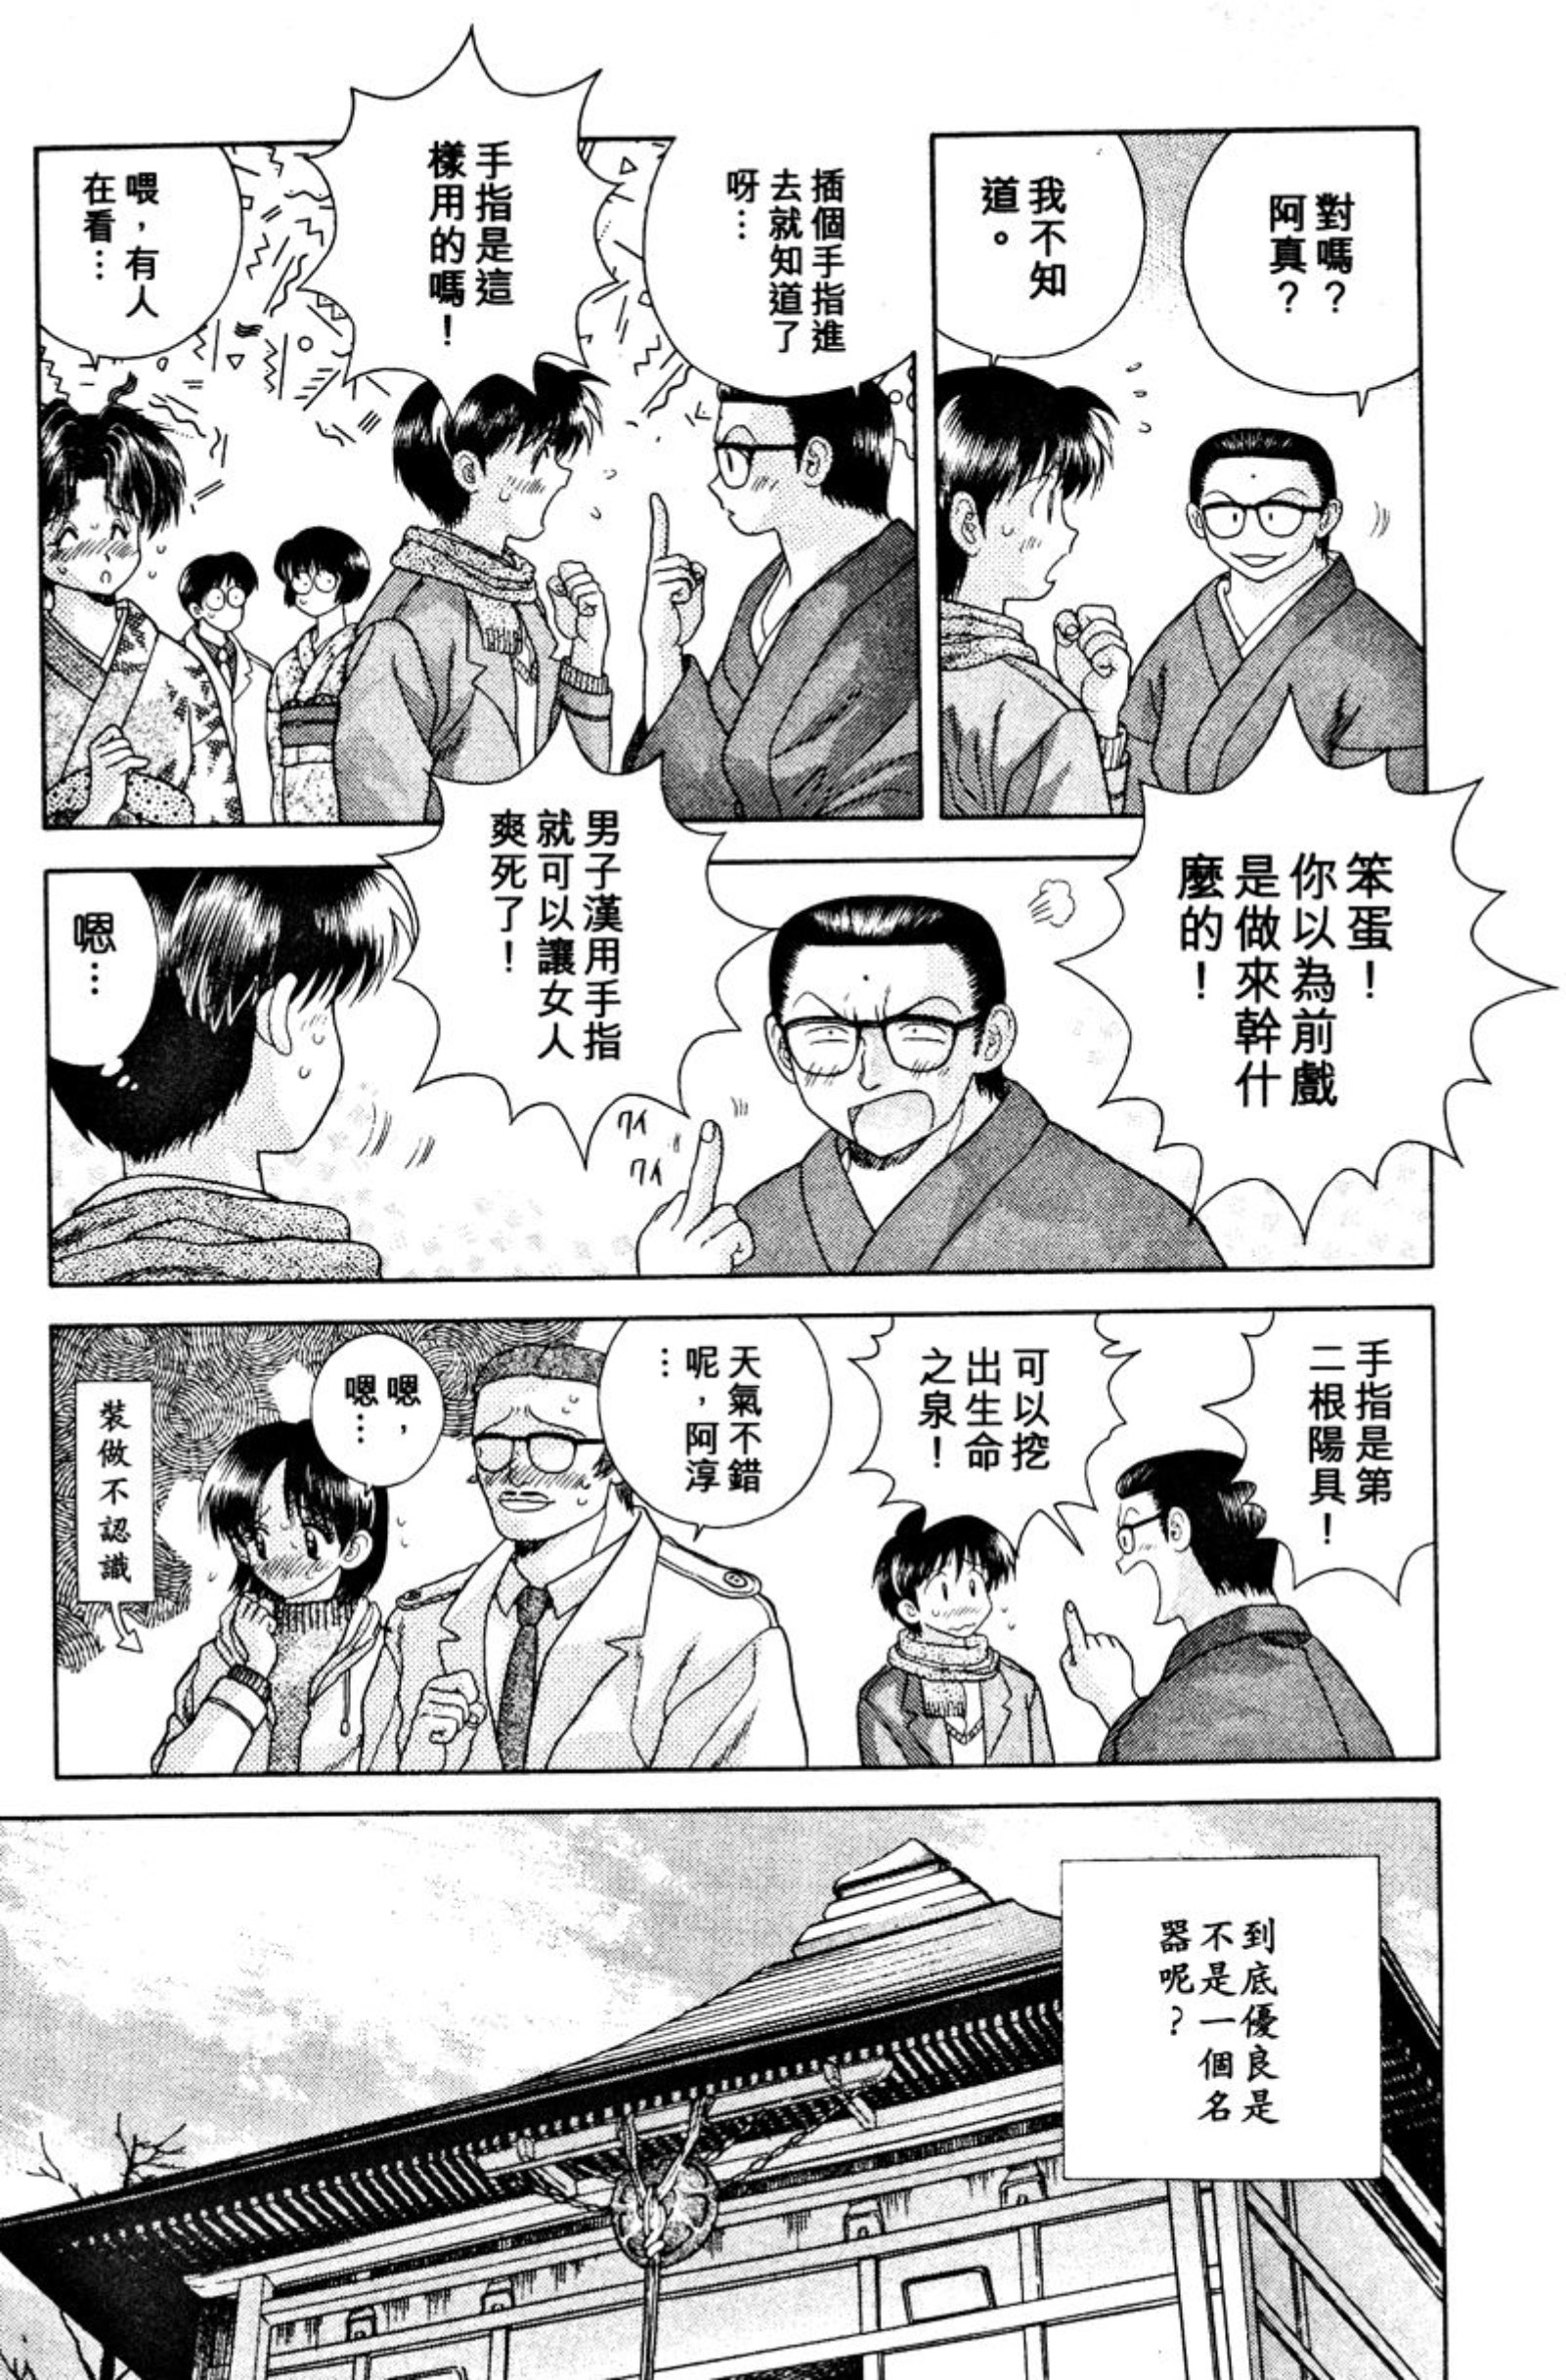 對嗎？
阿真？
我不知
道。
插個手指進
去就知道了
呀…
手指是這
樣用的嗎！
喂，有人
在看…
笨蛋！
你以為前戲
是做來幹什
麼的！
男子漢用手指
就可以讓女人
爽死了！
クイ
クイ
嗯…
手指是第
二根陽具！
可以挖
出生命
之泉！
天氣不錯
呢，阿淳
…
嗯，
嗯…
裝做不認識
到底優良是
不是一個名
器呢？